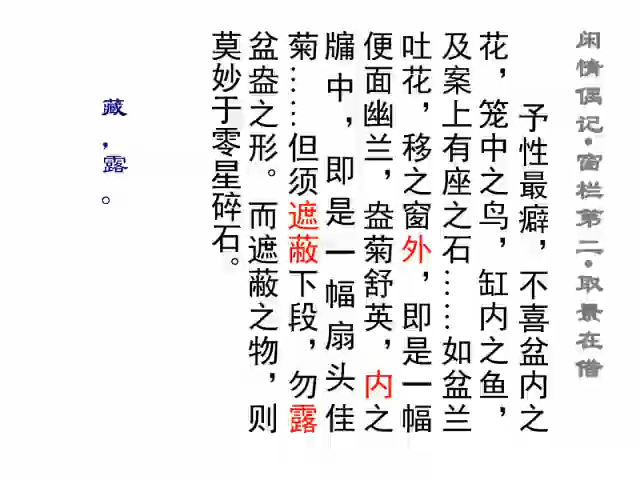 闲情偶记·窗栏第二·取景在借
予性最癖，不喜盆内之
花，笼中之鸟，缸内之鱼，
及案上有座之石……如盆兰
吐花，移之窗外，即是一幅
便面幽兰，盎菊舒英，内之
牖中，即是一幅扇头佳
菊……但须遮蔽下段，勿露
盆盎之形。而遮蔽之物，则
莫妙于零星碎石。
藏，露。